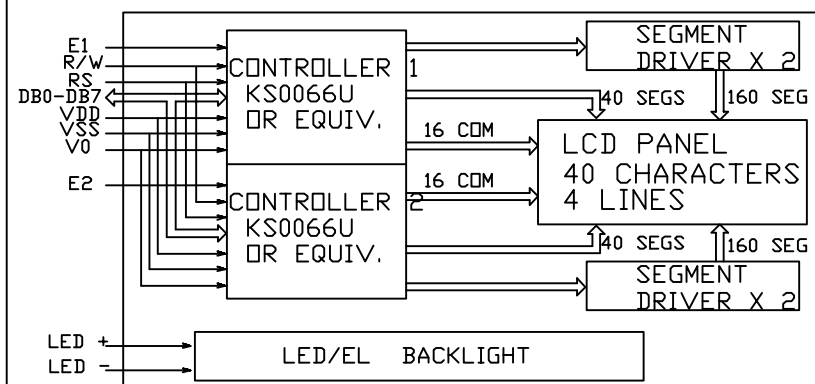 E1
R/W
RS
DB0-DB7
VDD
VSS
V0
E2
CONTROLLER 1
KS0066U
OR EQUIV.
CONTROLLER 2
KS0066U
OR EQUIV.
SEGMENT
DRIVER X 2
40 SEGS
160 SEG
16 COM
16 COM
LCD PANEL
40 CHARACTERS
4 LINES
40 SEGS
160 SEG
SEGMENT
DRIVER X 2
LED +
LED -
LED/EL BACKLIGHT